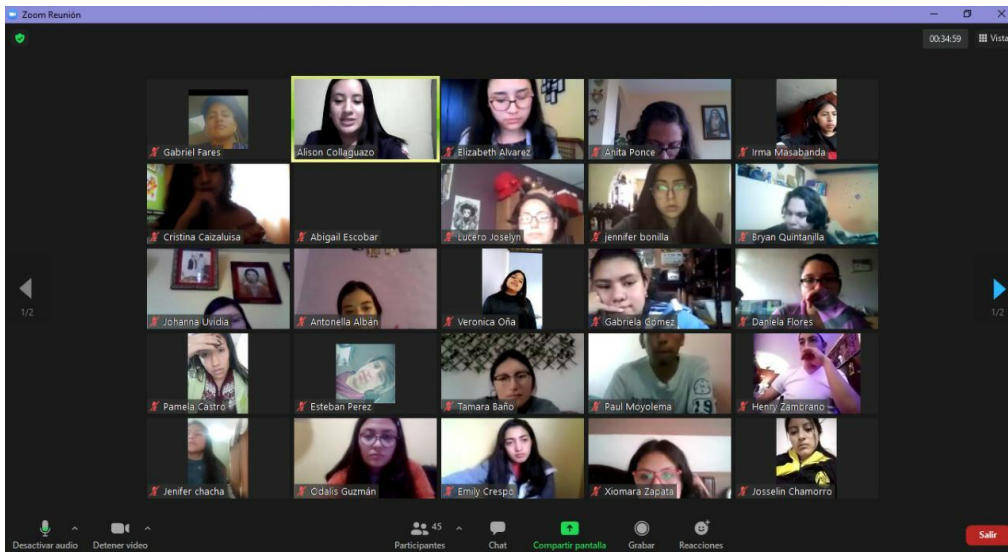 Zoom Reunión
00:34:59 Vista
Gabriel Fares
Alison Collaguazo
Elizabeth Alvarez
Anita Ponce
Irma Masabanda
Cristina Caizaluisa
Abigail Escobar
Lucero Joselyn
jennifer bonilla
Bryan Quintanilla
1/2
1/2
Johanna Uvidia
Antonella Albán
Veronica Oña
Gabriela Gómez
Daniela Flores
Pamela Castro
Esteban Perez
Tamara Baño
Paul Moyolema
19
Henry Zambrano
Jenifer chacha
Odalis Guzmán
Emily Crespo
Xiomara Zapata
Josselin Chamorro
Desactivar audio
Detener video
45
Participantes
Chat
Compartir pantalla
Grabar
Reacciones
Salir